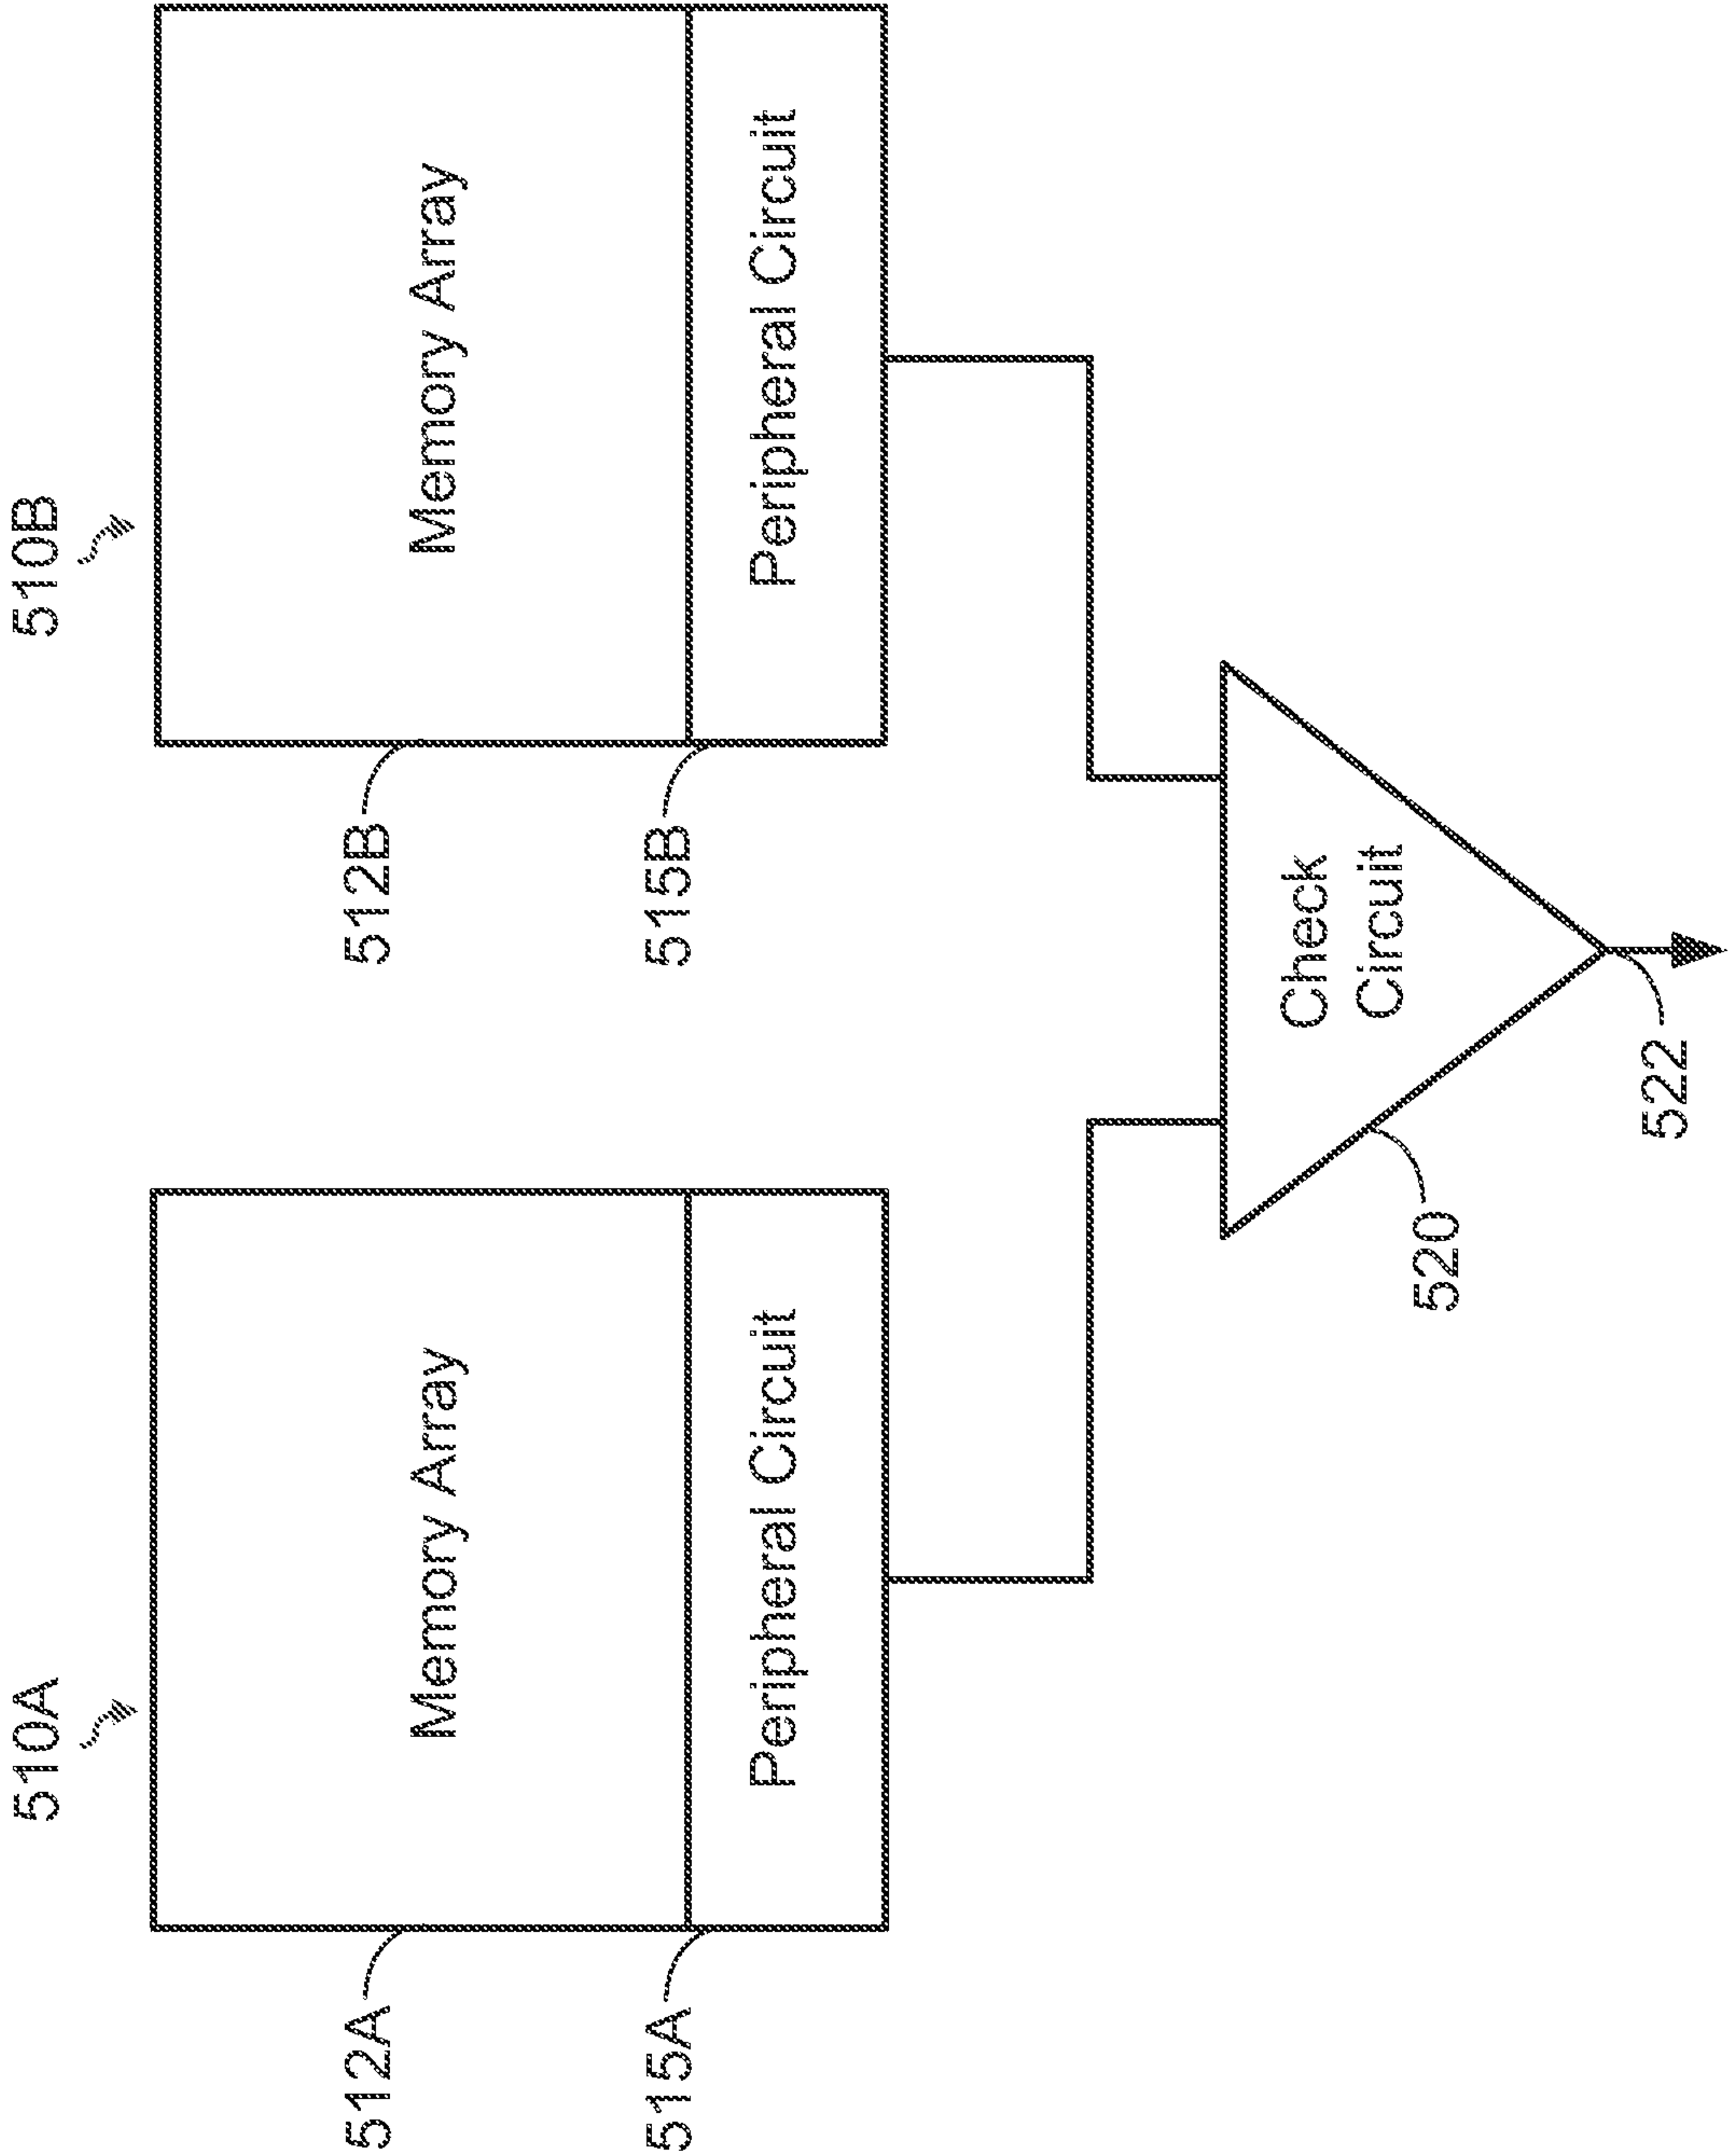 510A
510B
512A
Memory Array
512B
Memory Array
515A
Peripheral Circuit
515B
Peripheral Circuit
Check
Circuit
520
522